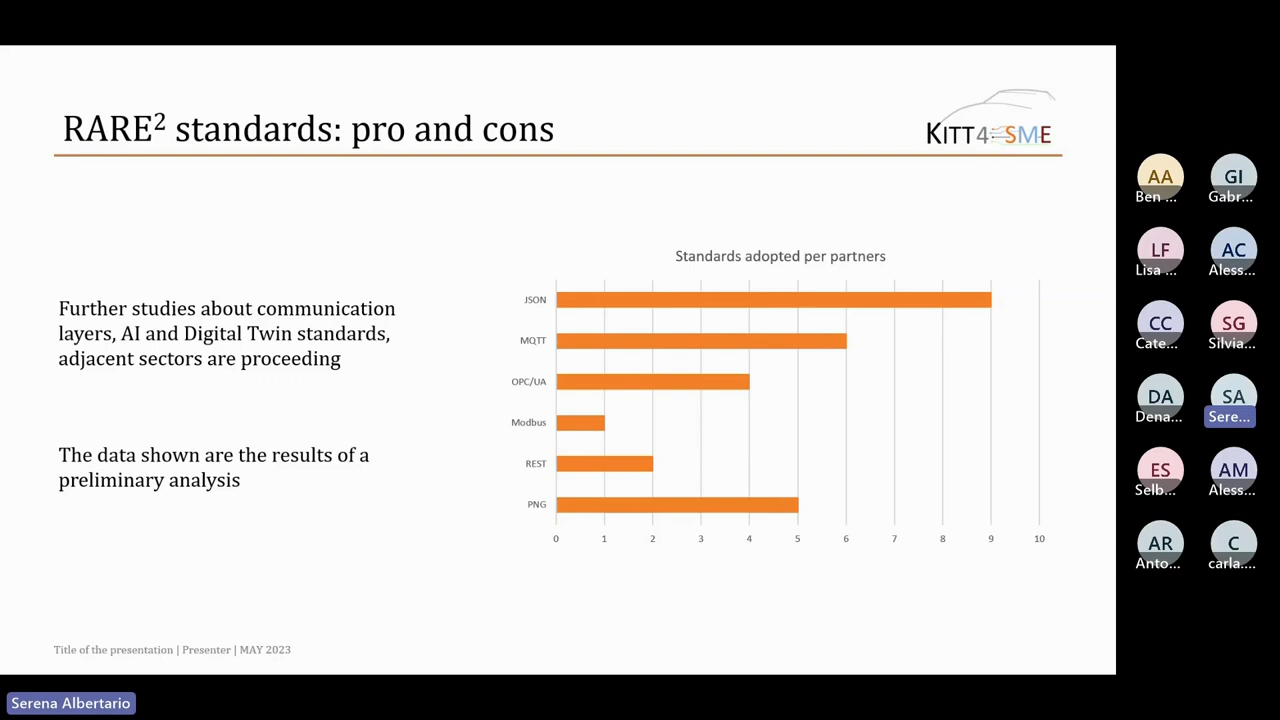 RARE² standards: pro and cons
KITT4SME
Standards adopted per partners
Further studies about communication
layers, AI and Digital Twin standards,
adjacent sectors are proceeding
The data shown are the results of a
preliminary analysis
JSON
MQTT
OPC/UA
Modbus
REST
PNG
0 1 2 3 4 5 6 7 8 9 10
Title of the presentation | Presenter | MAY 2023
Serena Albertario
AA GI
Ben ... Gabr...
LF AC
Lisa ... Aless...
CC SG
Cate... Silvia...
DA SA
Dena... Sere...
ES AM
Selb... Aless...
AR C
Anto... carla....